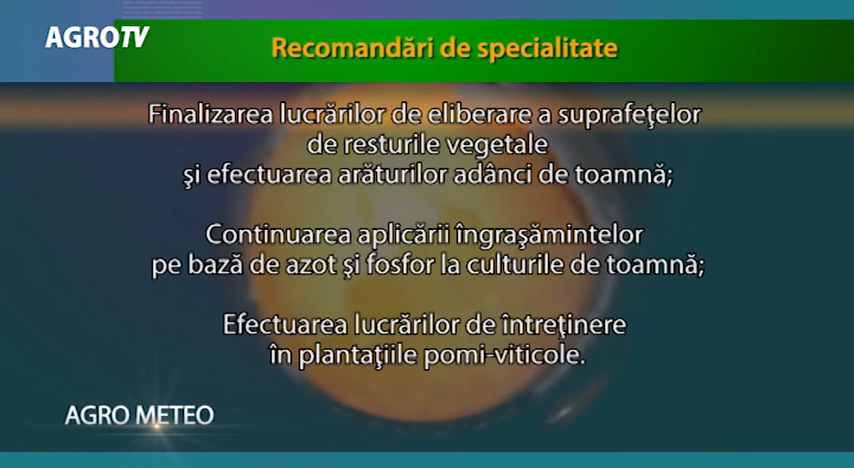 AGROTV
Recomandări de specialitate
Finalizarea lucrărilor de eliberare a suprafeţelor
de resturile vegetale
şi efectuarea arăturilor adânci de toamnă;
Continuarea aplicării îngraşămintelor
pe bază de azot şi fosfor la culturile de toamnă;
Efectuarea lucrărilor de întreţinere
în plantaţiile pomi-viticole.
AGRO METEO